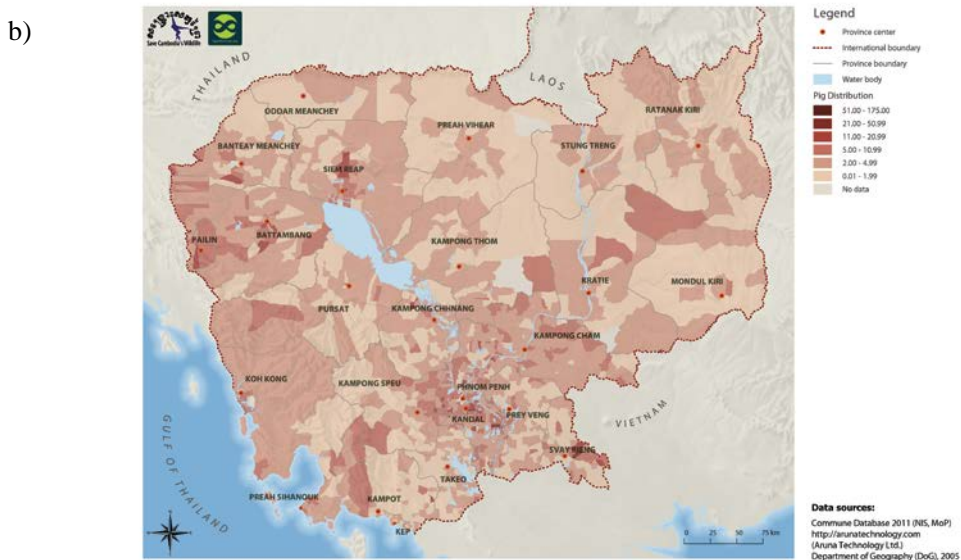 b)
Save Cambodia's Wildlife
THAILAND
LAOS
ODDAR MEANCHEY
PREAH VIHEAR
RATANAK KIRI
STUNG TRENG
BANTEAY MEANCHEY
SIEM REAP
PAILIN
BATTAMBANG
KAMPONG THOM
KRATIE
MONDUL KIRI
PURSAT
KAMPONG CHHNANG
KAMPONG CHAM
KOH KONG
KAMPONG SPEU
PHNOM PENH
KANDAL
PREY VENG
VIETNAM
GULF OF THAILAND
SVAY RIENG
TAKEO
PREAH SIHANOUK
KAMPOT
KEP
0 25 50 75 km
Legend
Province center
International boundary
Province boundary
Water body
Pig Distribution
51.00 - 175.00
21.00 - 50.99
11.00 - 20.99
5.00 - 10.99
2.00 - 4.99
0.01 - 1.99
No data
Data sources:
Commune Database 2011 (NIS, MoP)
http://arunatechnology.com
(Aruna Technology Ltd.)
Department of Geography (DoG), 2005